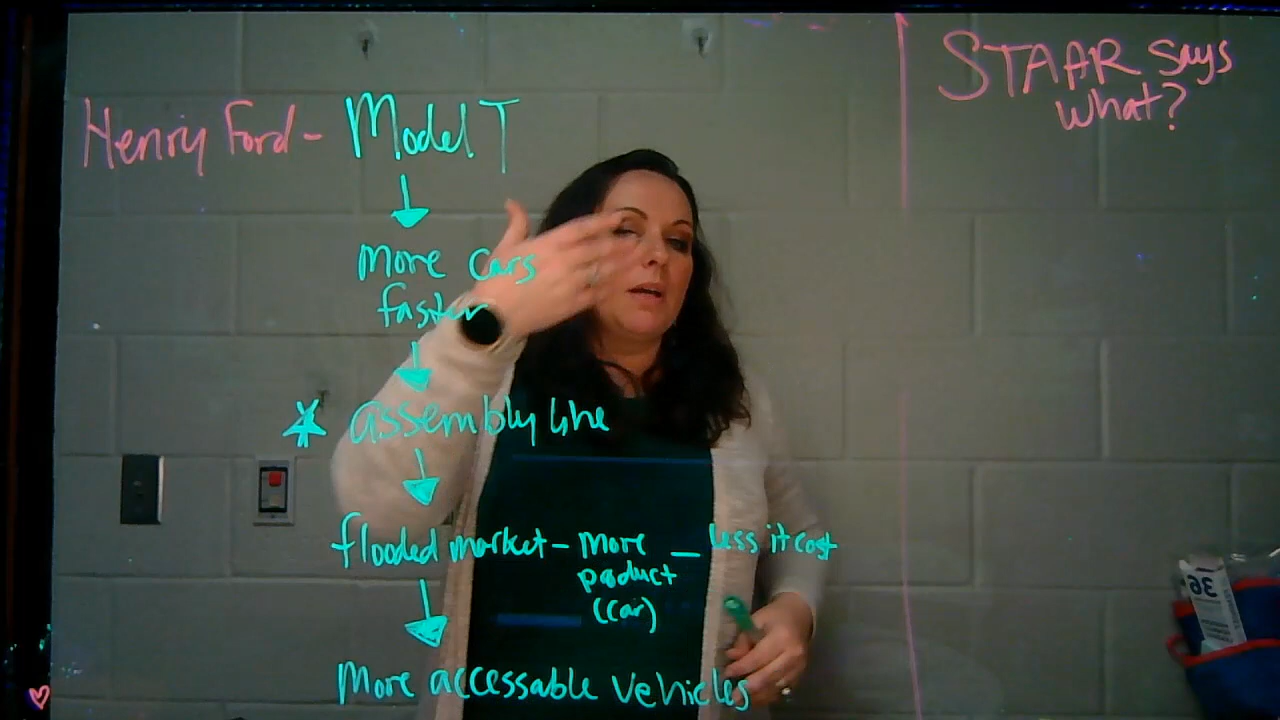 Henry Ford - Model T
More Cars
faster
assembly line
flooded market - More - less it cost
product
(car)
More accessable vehicles
STAAR says
what?
36